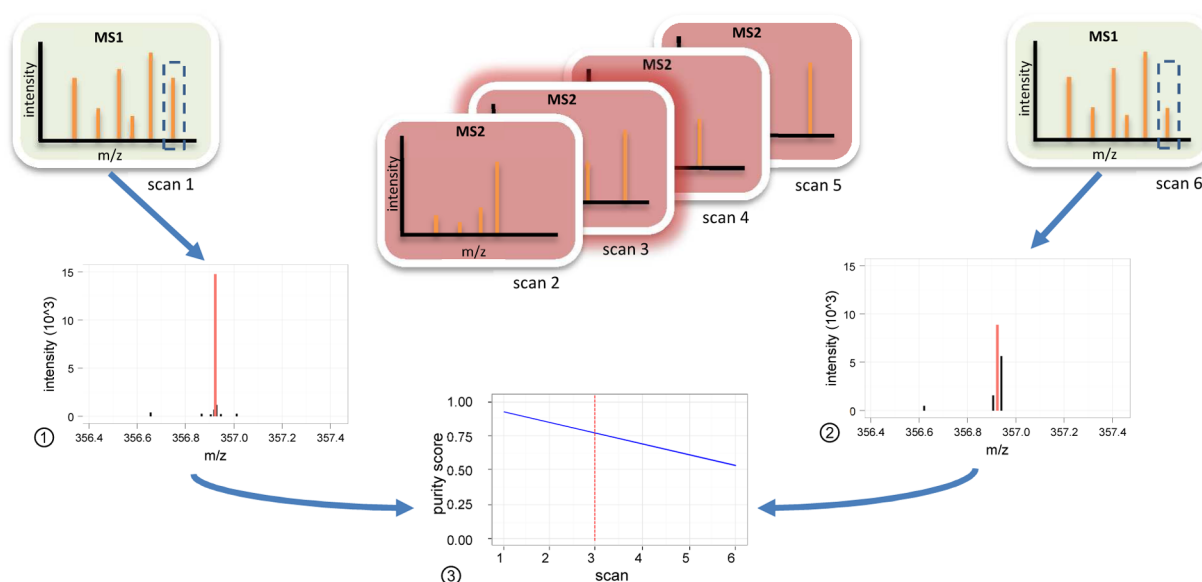 MS1
intensity
m/z
scan 1
MS2
intensity
m/z
scan 2
MS2
scan 3
MS2
scan 4
MS2
scan 5
MS1
intensity
m/z
scan 6
15
10
5
0
intensity (10^3)
356.4 356.6 356.8 357.0 357.2 357.4
m/z
①
15
10
5
0
intensity (10^3)
356.4 356.6 356.8 357.0 357.2 357.4
m/z
②
1.00
0.75
0.50
0.25
0.00
purity score
1 2 3 4 5 6
scan
③